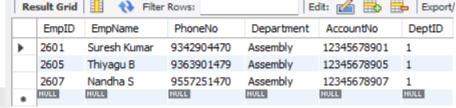 Result Grid Filter Rows: Edit: Export/
EmpID EmpName PhoneNo Department AccountNo DeptID
2601 Suresh Kumar 9342904470 Assembly 12345678901 1
2605 Thiyagu B 9363901479 Assembly 12345678905 1
2607 Nandha S 9557251470 Assembly 12345678907 1
NULL NULL NULL NULL NULL NULL